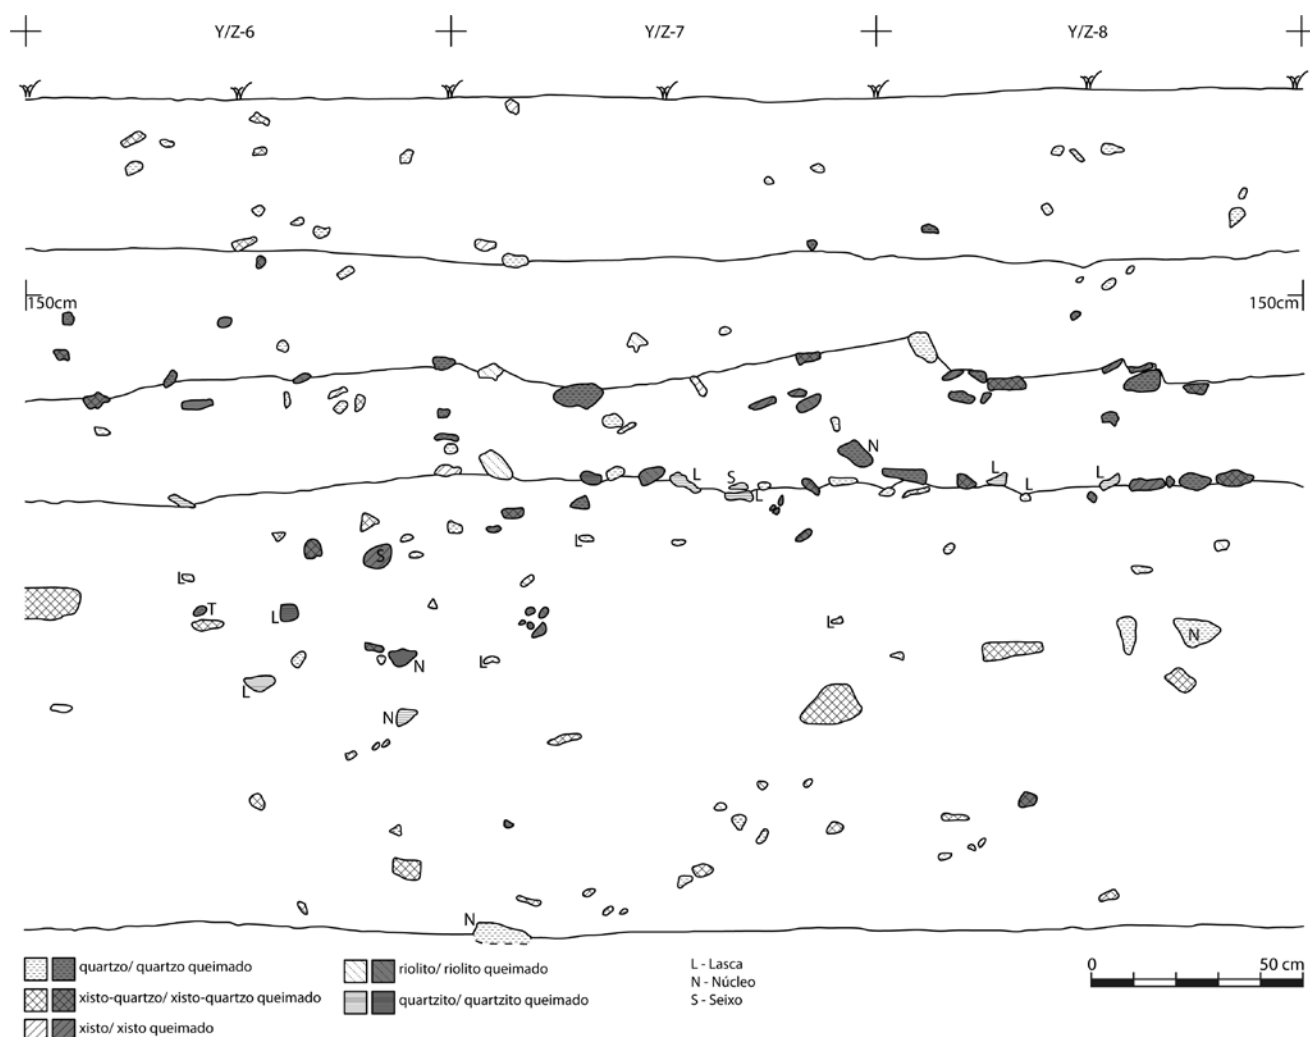 Y/Z-6 Y/Z-7 Y/Z-8
150cm 150cm
N
L S L L
L L
S
L
L
T
L
L
N
N
L
L
N
N
quartzo/ quartzo queimado
xisto-quartzo/ xisto-quartzo queimado
xisto/ xisto queimado
riolito/ riolito queimado
quartzito/ quartzito queimado
L - Lasca
N - Núcleo
S - Seixo
0 50 cm